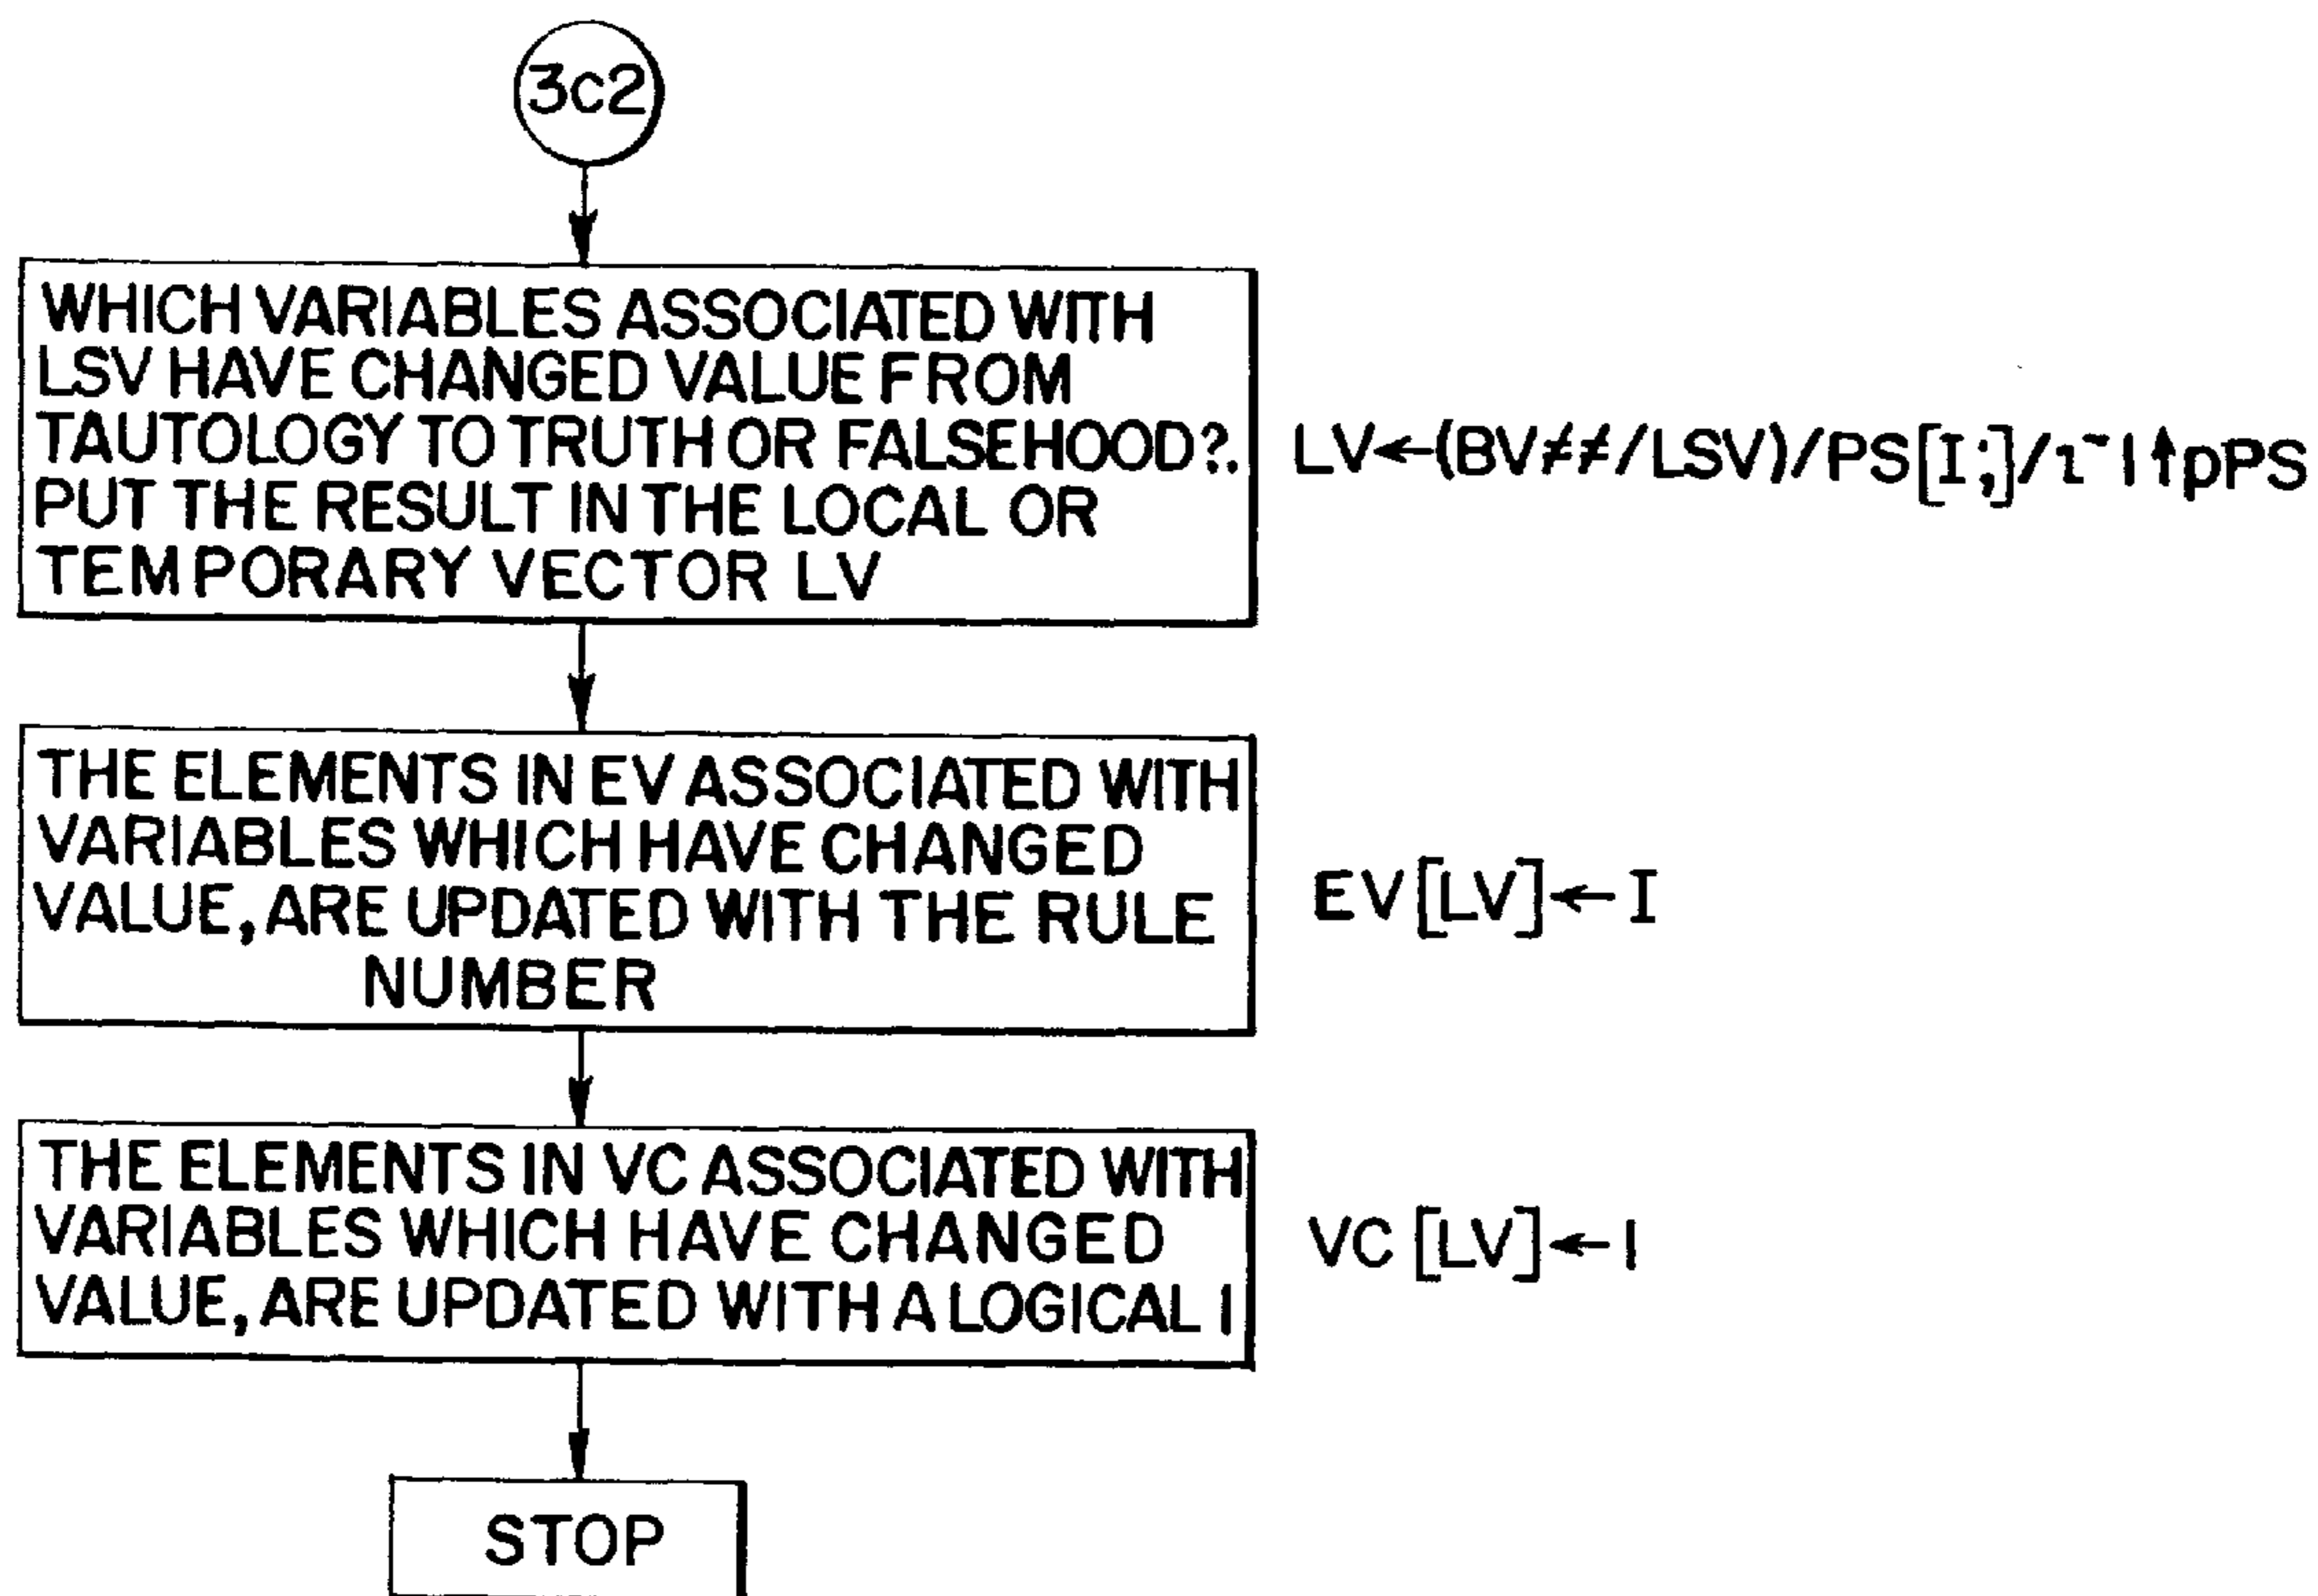 3c2
WHICH VARIABLES ASSOCIATED WITH
LSV HAVE CHANGED VALUE FROM
TAUTOLOGY TO TRUTH OR FALSEHOOD?.
PUT THE RESULT IN THE LOCAL OR
TEMPORARY VECTOR LV
LV←(BV≠≠/LSV)/PS[I;]/⍳¯1↑ρPS
THE ELEMENTS IN EV ASSOCIATED WITH
VARIABLES WHICH HAVE CHANGED
VALUE, ARE UPDATED WITH THE RULE
NUMBER
EV[LV]←I
THE ELEMENTS IN VC ASSOCIATED WITH
VARIABLES WHICH HAVE CHANGED
VALUE, ARE UPDATED WITH A LOGICAL 1
VC [LV]←1
STOP